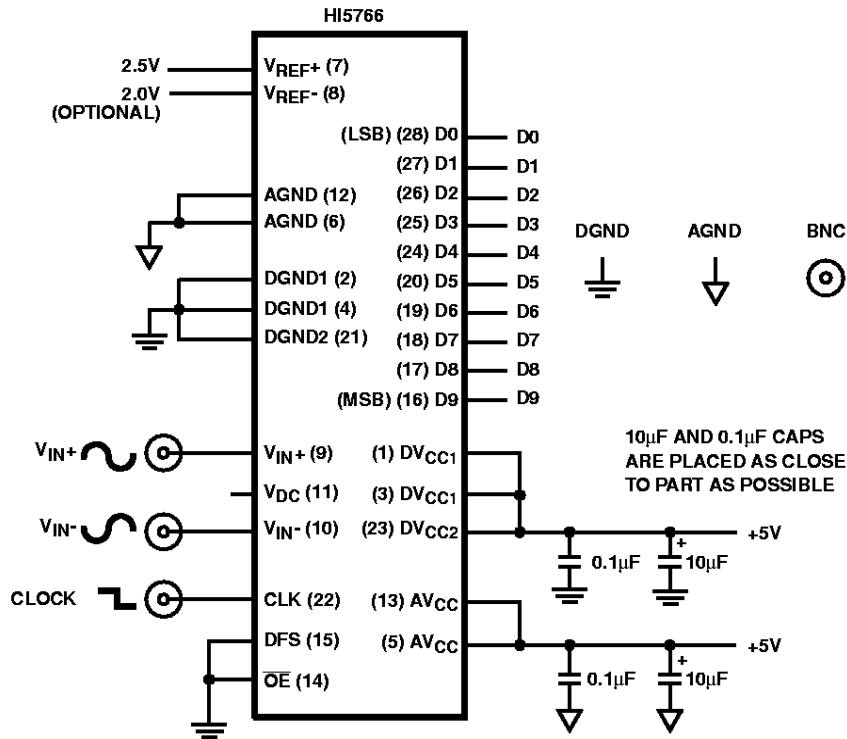 HI5766
2.5V
VREF+ (7)
2.0V
(OPTIONAL)
VREF- (8)
(LSB) (28) D0
D0
(27) D1
D1
AGND (12)
(26) D2
D2
AGND (6)
(25) D3
D3
(24) D4
D4
DGND1 (2)
(20) D5
D5
DGND1 (4)
(19) D6
D6
DGND2 (21)
(18) D7
D7
(17) D8
D8
(MSB) (16) D9
D9
DGND
AGND
BNC
10μF AND 0.1μF CAPS
ARE PLACED AS CLOSE
TO PART AS POSSIBLE
VIN+
VIN+ (9)
(1) DVCC1
VDC (11)
(3) DVCC1
VIN-
VIN- (10)
(23) DVCC2
+5V
0.1μF
+
10μF
CLOCK
CLK (22)
(13) AVCC
DFS (15)
(5) AVCC
+5V
OE (14)
0.1μF
+
10μF